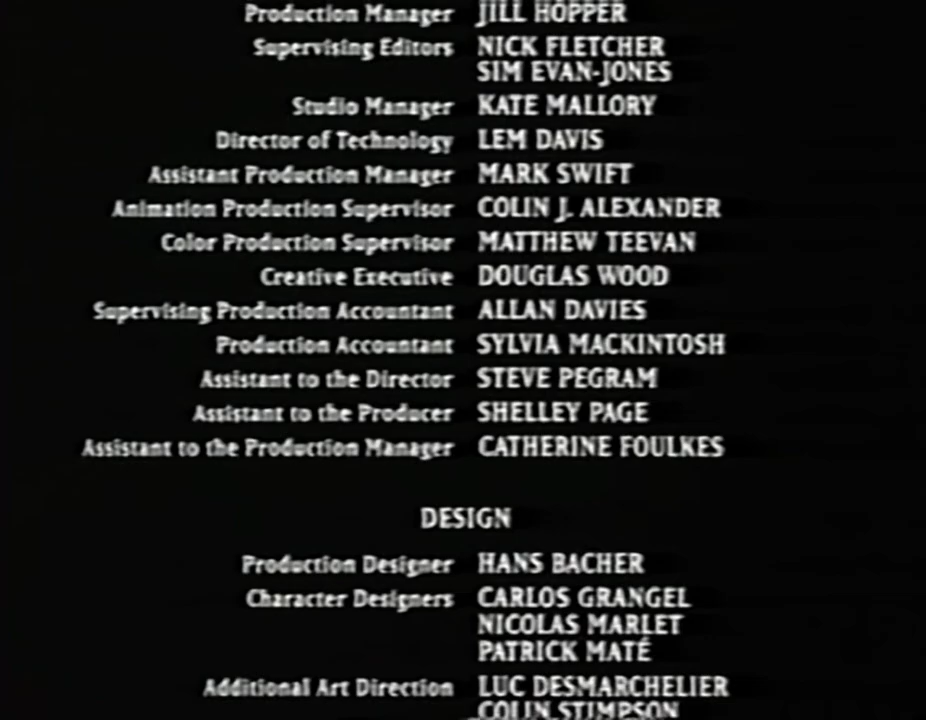 Production Manager JILL HOPPER
Supervising Editors NICK FLETCHER
SIM EVAN-JONES
Studio Manager KATE MALLORY
Director of Technology LEM DAVIS
Assistant Production Manager MARK SWIFT
Animation Production Supervisor COLIN J. ALEXANDER
Color Production Supervisor MATTHEW TEEVAN
Creative Executive DOUGLAS WOOD
Supervising Production Accountant ALLAN DAVIES
Production Accountant SYLVIA MACKINTOSH
Assistant to the Director STEVE PEGRAM
Assistant to the Producer SHELLEY PAGE
Assistant to the Production Manager CATHERINE FOULKES
DESIGN
Production Designer HANS BACHER
Character Designers CARLOS GRANGEL
NICOLAS MARLET
PATRICK MATÉ
Additional Art Direction LUC DESMARCHELIER
COLIN STIMPSON